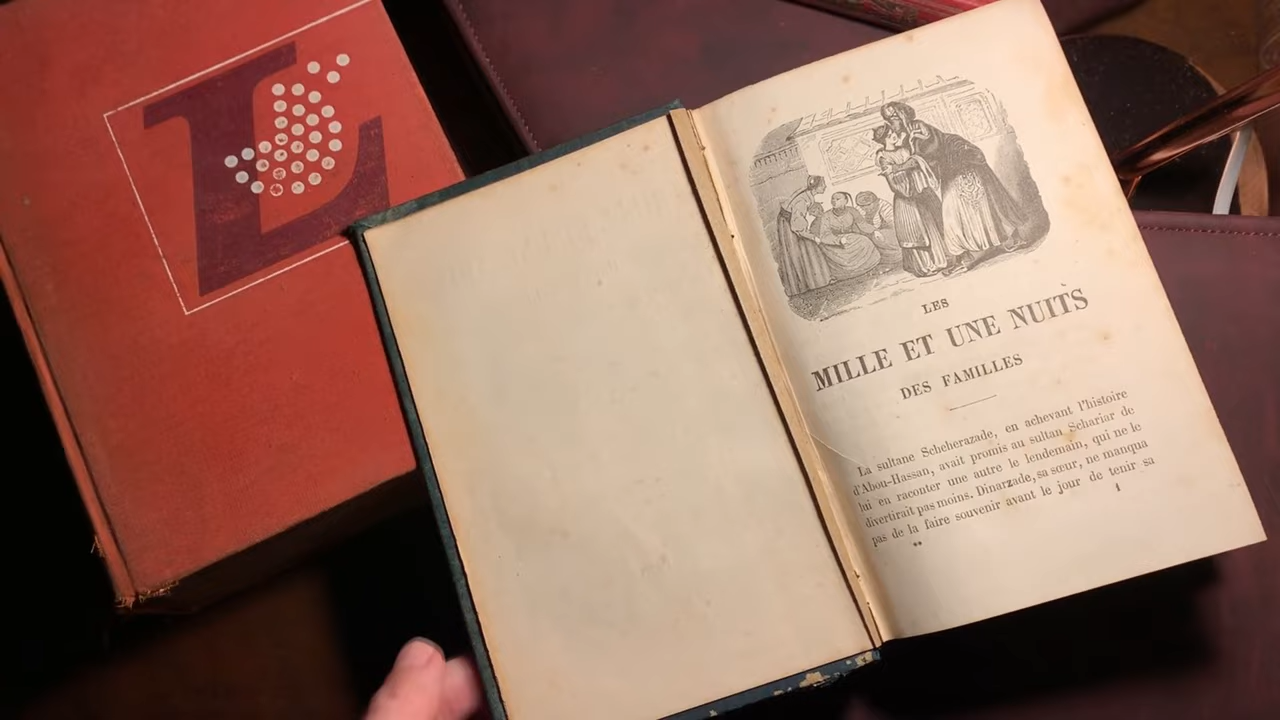 L
LES
MILLE ET UNE NUITS
DES FAMILLES
La sultane Scheherazade, en achevant l'histoire
d'Abou-Hassan, avait promis au sultan Schariar de
lui en raconter une autre le lendemain, qui ne le
divertirait pas moins. Dinarzade, sa sœur, ne manqua
pas de la faire souvenir avant le jour de tenir sa
** 1